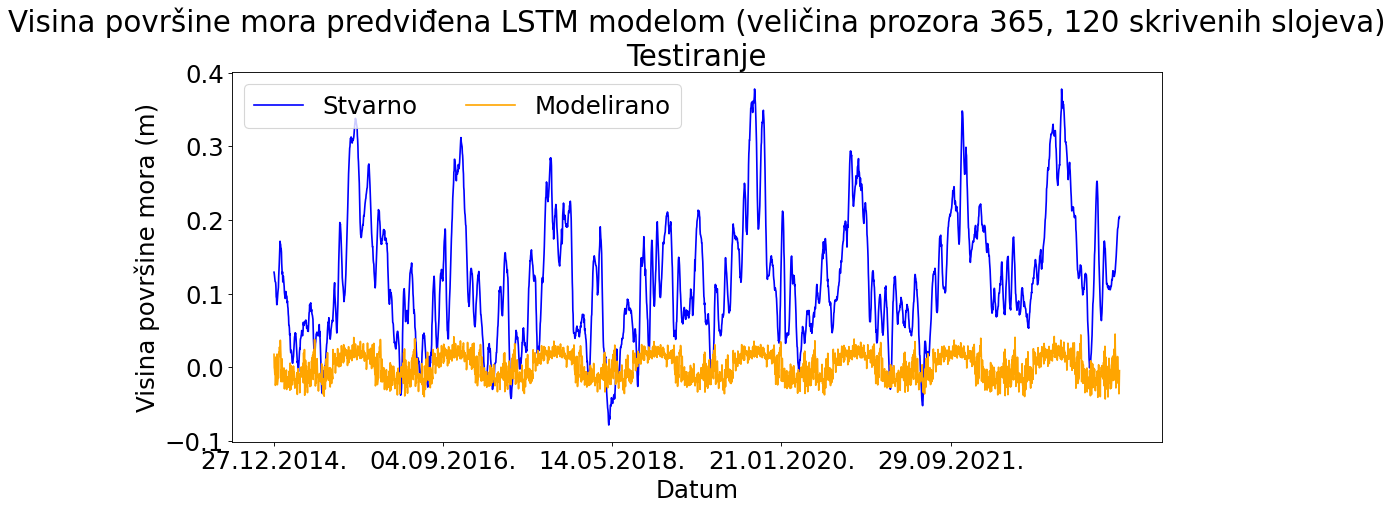 Visina površine mora predviđena LSTM modelom (veličina prozora 365, 120 skrivenih slojeva)
Testiranje
Stvarno
Modelirano
Visina površine mora (m)
0.4
0.3
0.2
0.1
0.0
−0.1
27.12.2014.
04.09.2016.
14.05.2018.
21.01.2020.
29.09.2021.
Datum